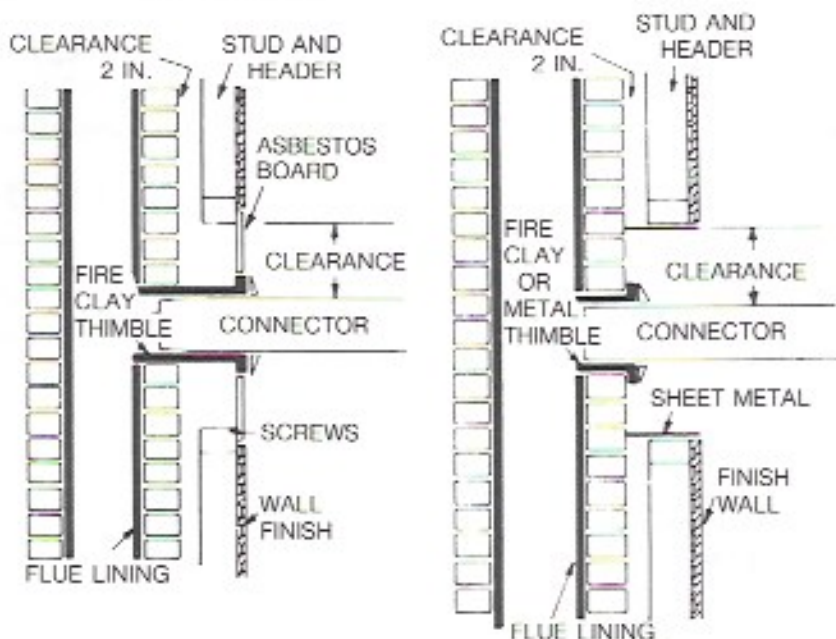 CLEARANCE
2 IN.
STUD AND
HEADER
ASBESTOS
BOARD
CLEARANCE
FIRE
CLAY
THIMBLE
CONNECTOR
SCREWS
WALL
FINISH
FLUE LINING
CLEARANCE
2 IN.
STUD AND
HEADER
FIRE
CLAY
OR
METAL
THIMBLE
CLEARANCE
CONNECTOR
SHEET METAL
FINISH
WALL
FLUE LINING